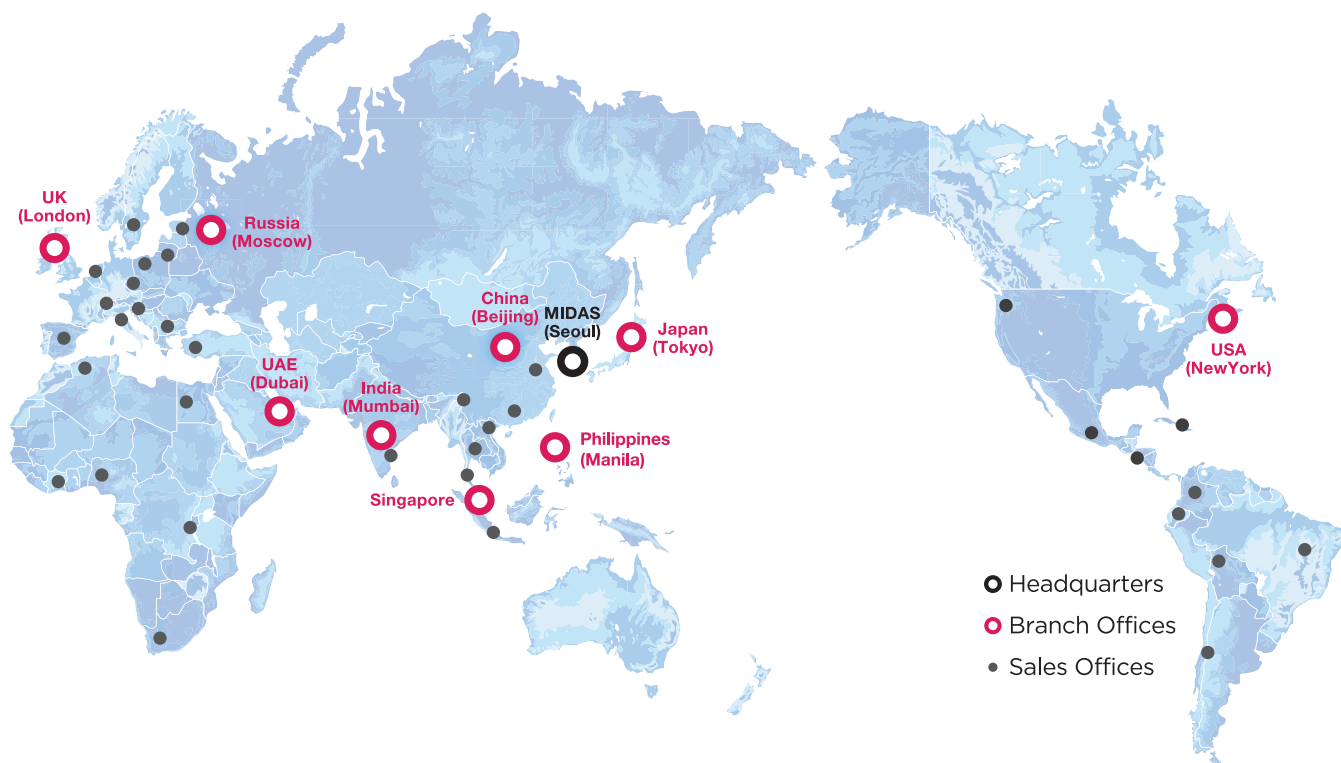 UK
(London)
Russia
(Moscow)
China
(Beijing)
MIDAS
(Seoul)
Japan
(Tokyo)
USA
(NewYork)
UAE
(Dubai)
India
(Mumbai)
Philippines
(Manila)
Singapore
Headquarters
Branch Offices
Sales Offices